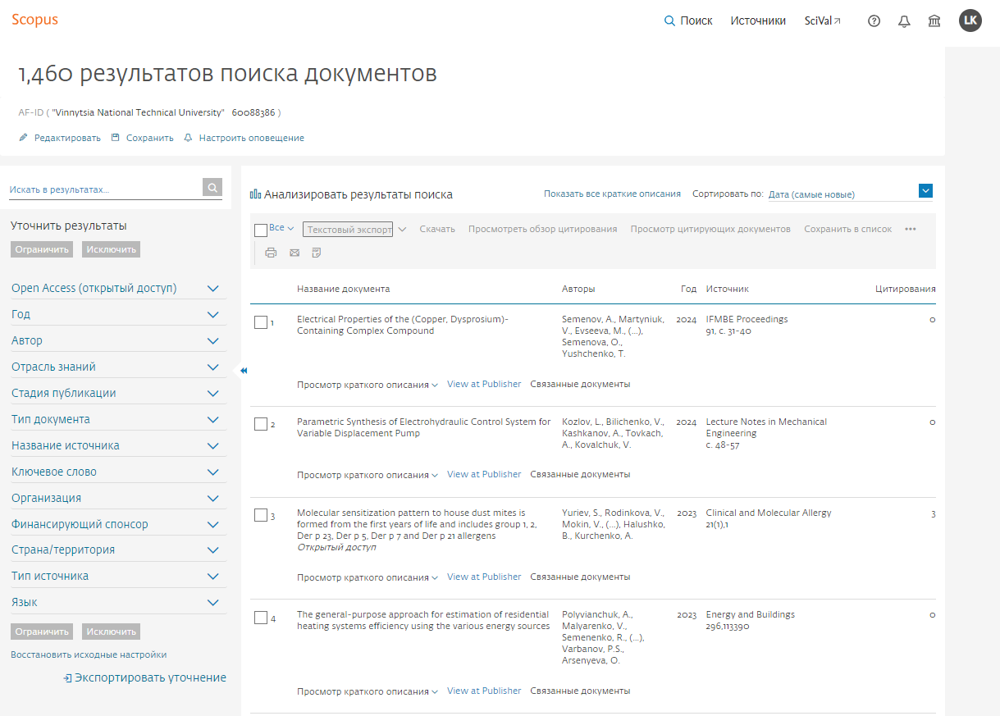 Scopus
Поиск Источники SciVal LK
1,460 результатов поиска документов
AF-ID ( "Vinnytsia National Technical University" 60088386 )
Редактировать Сохранить Настроить оповещение
Искать в результатах...
Уточнить результаты
Ограничить Исключить
Open Access (открытый доступ)
Год
Автор
Отрасль знаний
Стадия публикации
Тип документа
Название источника
Ключевое слово
Организация
Финансирующий спонсор
Страна/территория
Тип источника
Язык
Ограничить Исключить
Восстановить исходные настройки
Экспортировать уточнение
Анализировать результаты поиска
Показать все краткие описания Сортировать по: Дата (самые новые)
Все Текстовый экспорт Скачать Просмотреть обзор цитирования Просмотр цитирующих документов Сохранить в список •••
Название документа Авторы Год Источник Цитирования
1 Electrical Properties of the (Copper, Dysprosium)- Semenov, A., Martyniuk, 2024 IFMBE Proceedings 0
Containing Complex Compound V., Evseeva, M., (...), 91, с. 31-40
Semenova, O.,
Yushchenko, T.
Просмотр краткого описания View at Publisher Связанные документы
2 Parametric Synthesis of Electrohydraulic Control System for Kozlov, L., Bilichenko, V., 2024 Lecture Notes in Mechanical 0
Variable Displacement Pump Kashkanov, A., Tovkach, Engineering
A., Kovalchuk, V. с. 48-57
Просмотр краткого описания View at Publisher Связанные документы
3 Molecular sensitization pattern to house dust mites is Yuriev, S., Rodinkova, V., 2023 Clinical and Molecular Allergy 3
formed from the first years of life and includes group 1, 2, Mokin, V., (...), Halushko, 21(1),1
Der p 23, Der p 5, Der p 7 and Der p 21 allergens B., Kurchenko, A.
Открытый доступ
Просмотр краткого описания View at Publisher Связанные документы
4 The general-purpose approach for estimation of residential Polyvianchuk, A., 2023 Energy and Buildings 0
heating systems efficiency using the various energy sources Malyarenko, V., 296,113390
Semenenko, R., (...),
Varbanov, P.S.,
Arsenyeva, O.
Просмотр краткого описания View at Publisher Связанные документы